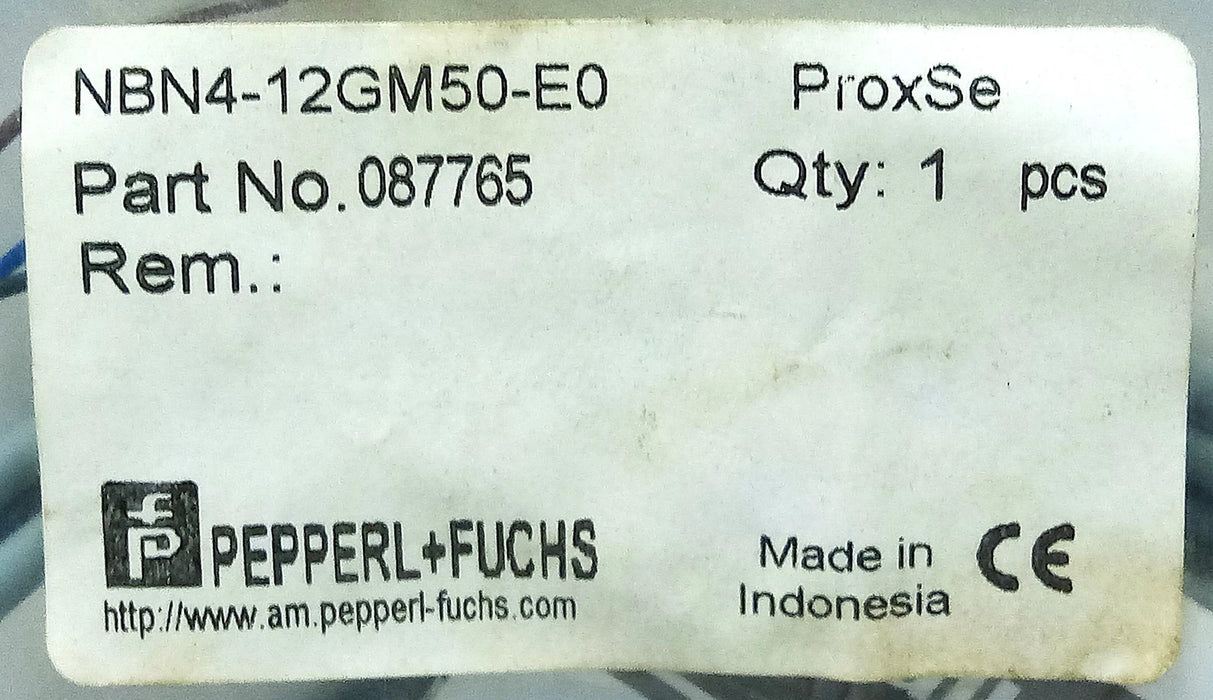 NBN4-12GM50-E0 ProxSe
Part No. 087765 Qty: 1 pcs
Rem.:
fP PEPPERL+FUCHS
http://www.am.pepperl-fuchs.com
Made in
Indonesia
CE